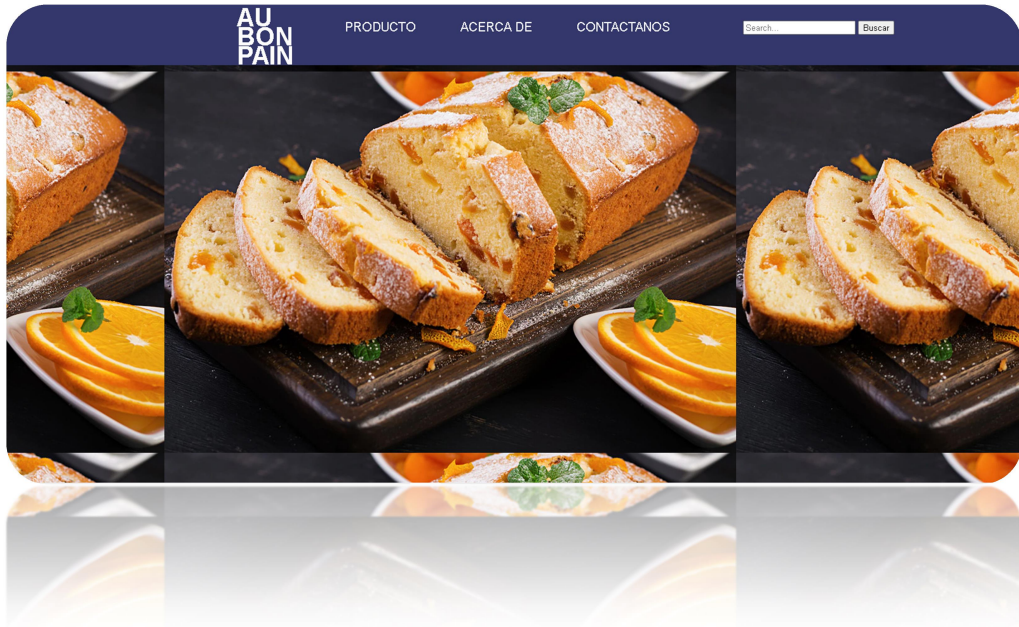 AU
BON
PAIN
PRODUCTO ACERCA DE CONTACTANOS
Search... Buscar